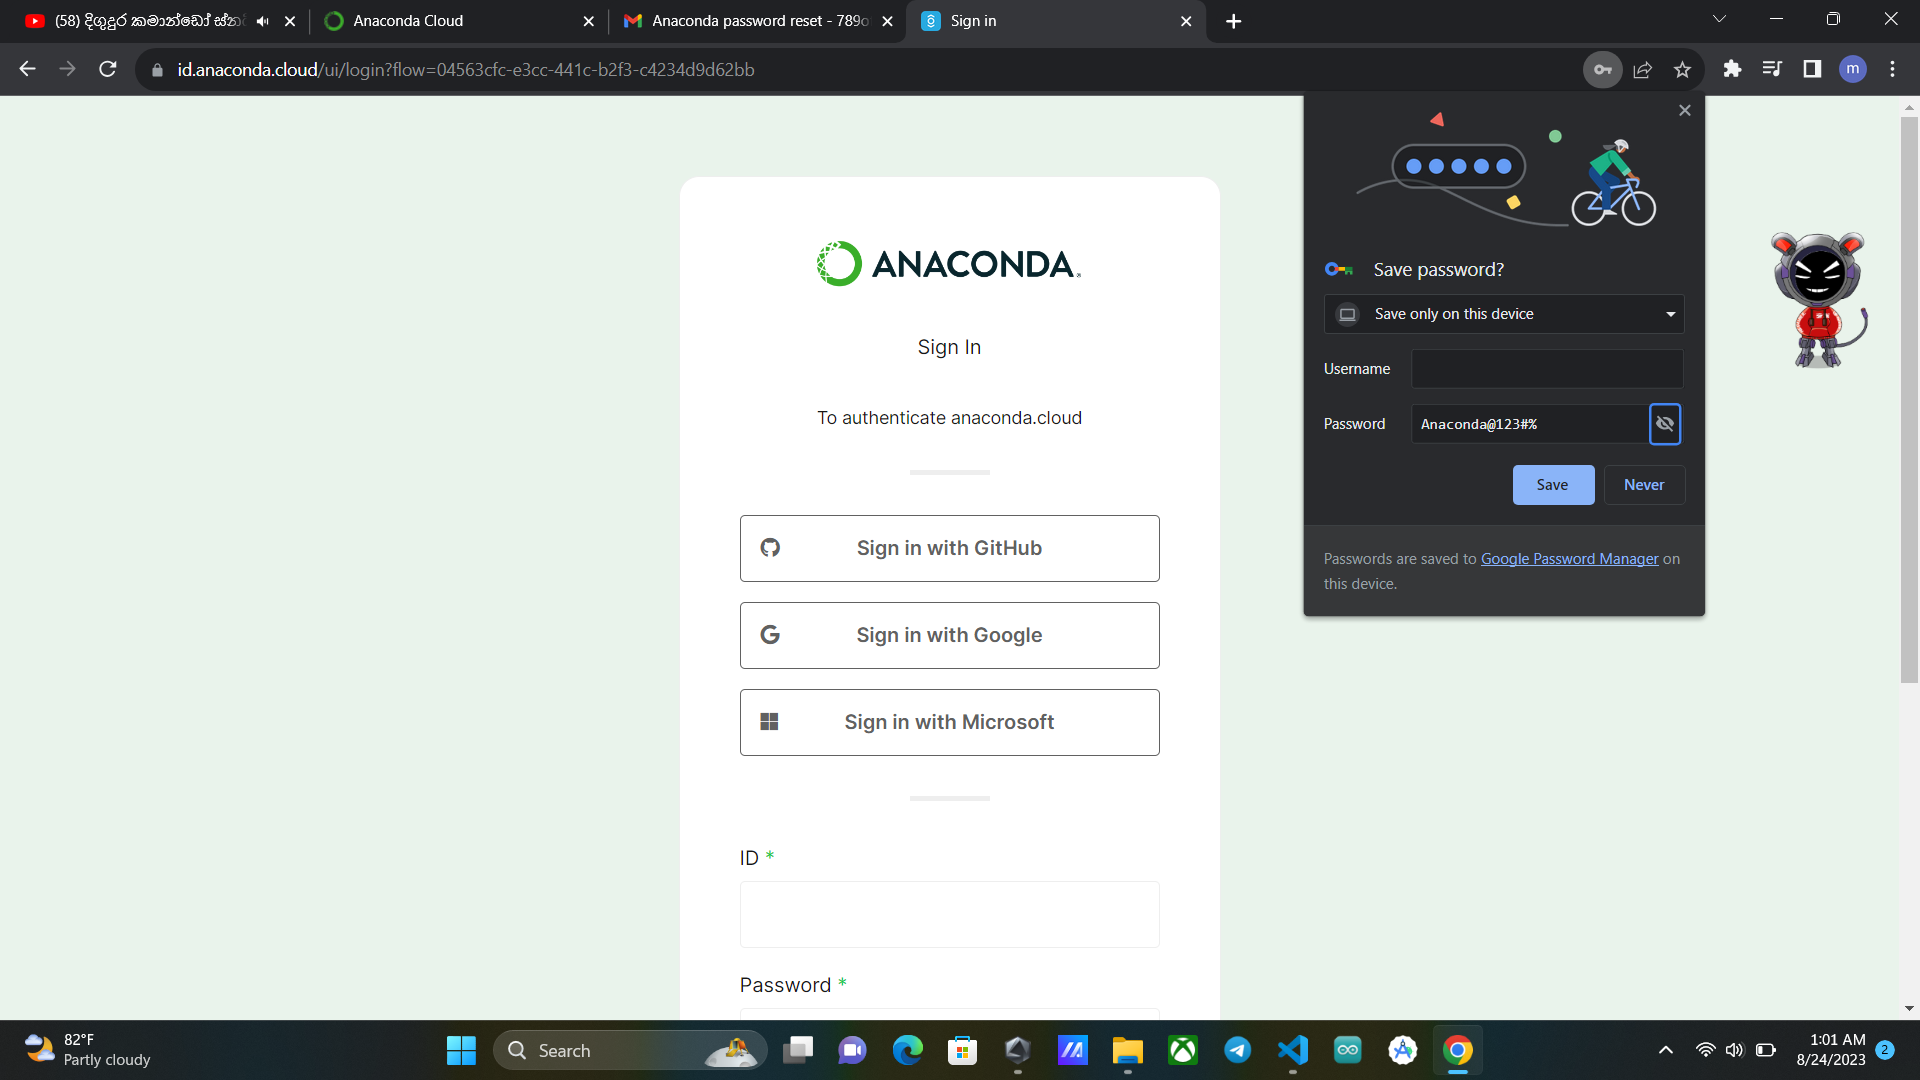 (58) දිගුදුර කමාන්ඩෝ ස්න
Anaconda Cloud
Anaconda password reset - 789o
Sign in
id.anaconda.cloud/ui/login?flow=04563cfc-e3cc-441c-b2f3-c4234d9d62bb
m
ANACONDA
Sign In
To authenticate anaconda.cloud
Sign in with GitHub
Sign in with Google
Sign in with Microsoft
ID *
Password *
Save password?
Save only on this device
Username
Password Anaconda@123#%
Save Never
Passwords are saved to Google Password Manager on
this device.
82°F
Partly cloudy
Search
1:01 AM
8/24/2023
2